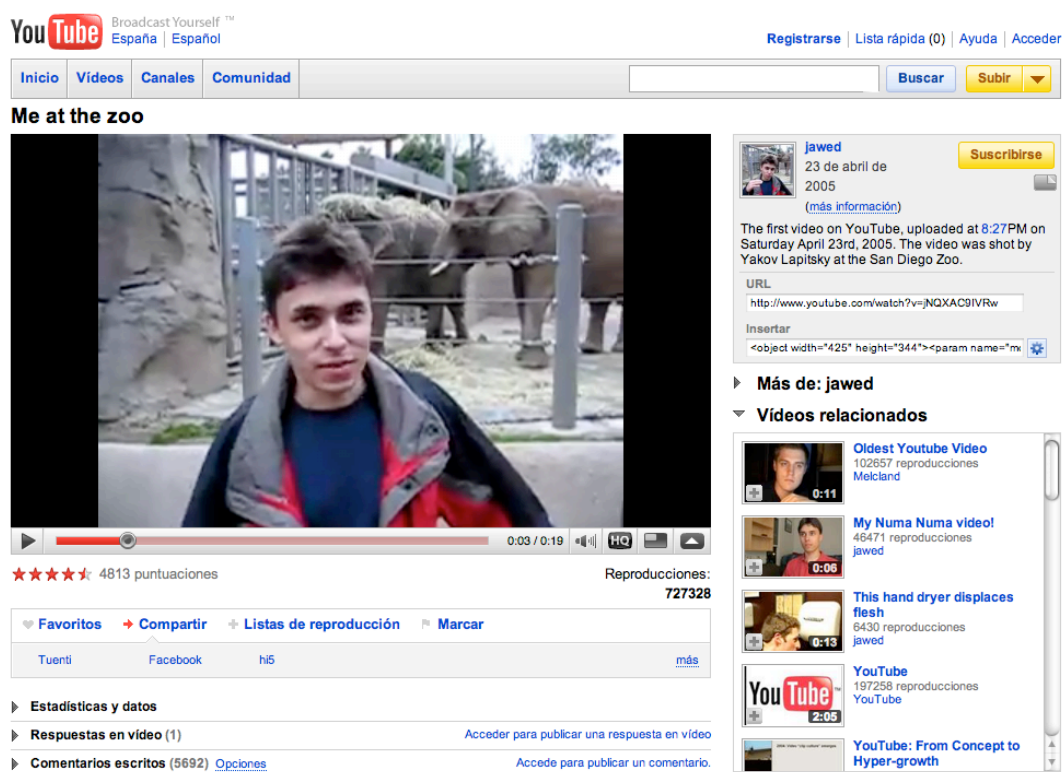 You Tube Broadcast Yourself ™
España | Español
Registrarse | Lista rápida (0) | Ayuda | Acceder
Inicio Vídeos Canales Comunidad Buscar Subir
Me at the zoo
jawed
Suscribirse
23 de abril de
2005
(más información)
The first video on YouTube, uploaded at 8:27PM on
Saturday April 23rd, 2005. The video was shot by
Yakov Lapitsky at the San Diego Zoo.
URL
http://www.youtube.com/watch?v=jNQXAC9IVRw
Insertar
<object width="425" height="344"><param name="m
Más de: jawed
Vídeos relacionados
Oldest Youtube Video
102657 reproducciones
Melcland
0:11
My Numa Numa video!
46471 reproducciones
jawed
0:06
This hand dryer displaces
flesh
6430 reproducciones
jawed
0:13
YouTube
197258 reproducciones
YouTube
You Tube
2:05
YouTube: From Concept to
Hyper-growth
0:03 / 0:19 HQ
4813 puntuaciones
Reproducciones:
727328
Favoritos Compartir Listas de reproducción Marcar
Tuenti Facebook hi5 más
Estadísticas y datos
Respuestas en vídeo (1) Acceder para publicar una respuesta en vídeo
Comentarios escritos (5692) Opciones Accede para publicar un comentario.